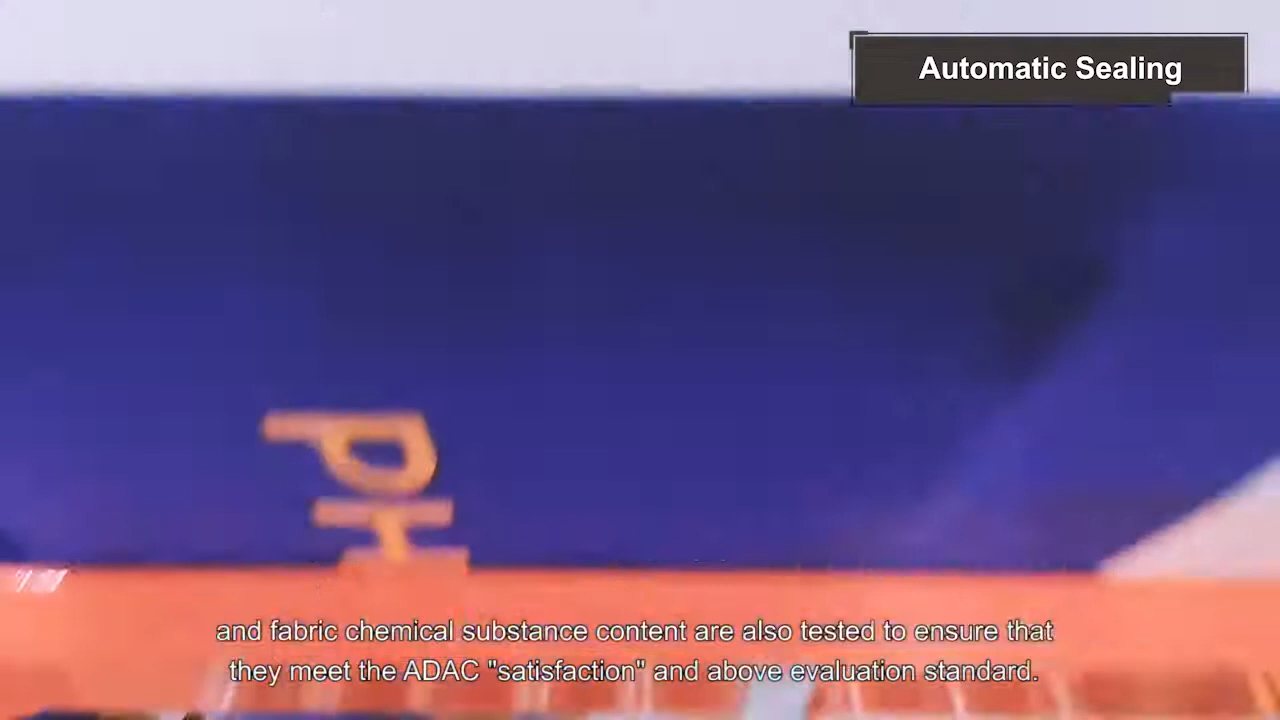 Automatic Sealing
PH
and fabric chemical substance content are also tested to ensure that
they meet the ADAC "satisfaction" and above evaluation standard.